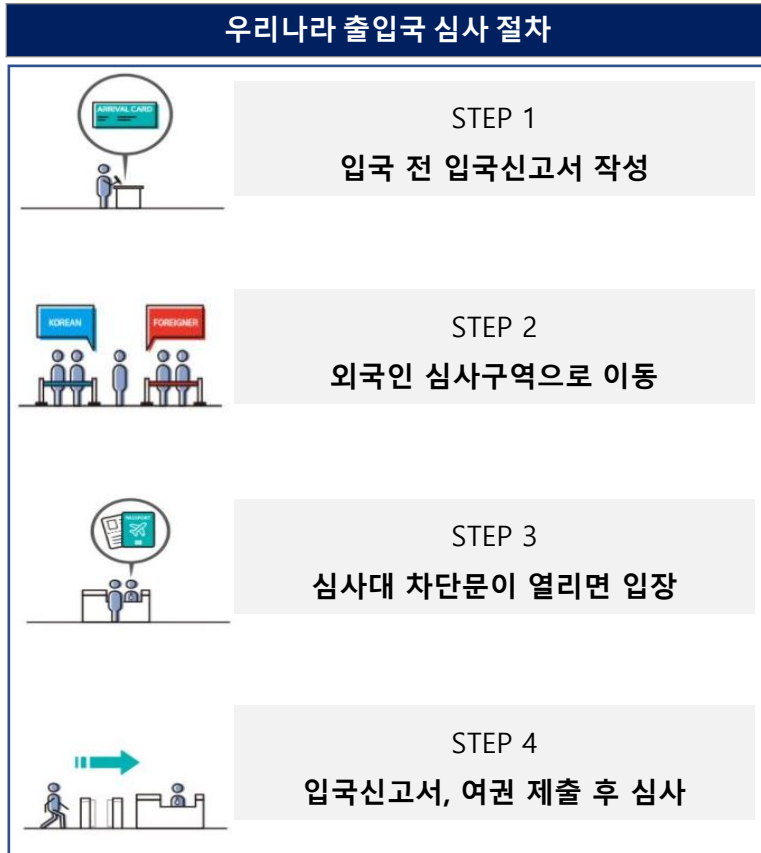 우리나라 출입국 심사 절차
ARRIVAL CARD
STEP 1
입국 전 입국신고서 작성
KOREAN
FOREIGNER
STEP 2
외국인 심사구역으로 이동
PASSPORT
STEP 3
심사대 차단문이 열리면 입장
STEP 4
입국신고서, 여권 제출 후 심사